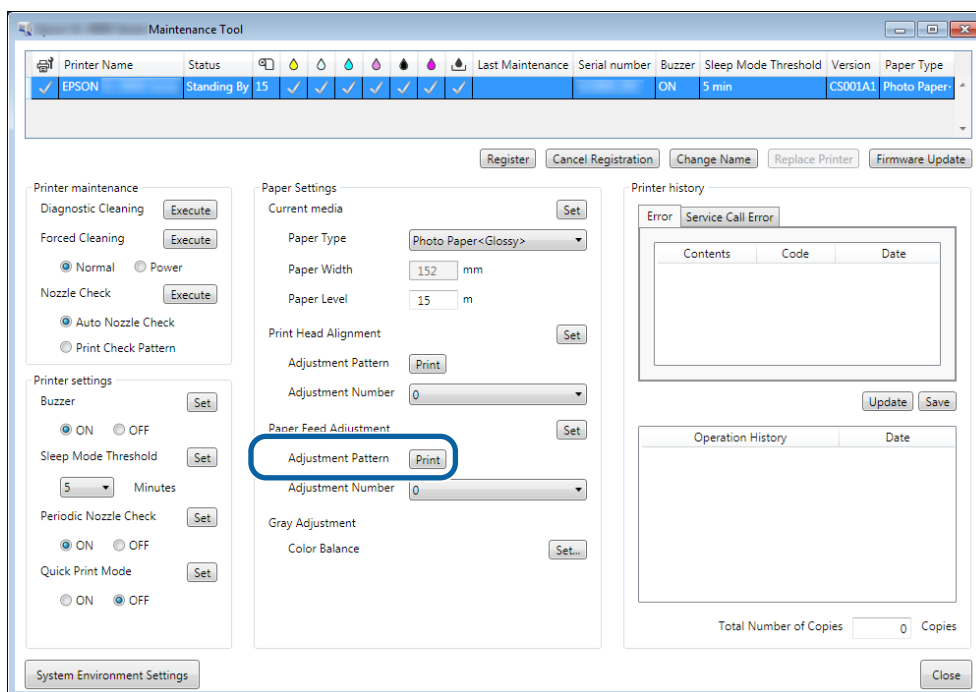 Maintenance Tool
Printer Name Status Last Maintenance Serial number Buzzer Sleep Mode Threshold Version Paper Type
EPSON Standing By 15 ON 5 min CS001A1 Photo Paper
Register Cancel Registration Change Name Replace Printer Firmware Update
Printer maintenance
Diagnostic Cleaning Execute
Forced Cleaning Execute
Normal Power
Nozzle Check Execute
Auto Nozzle Check
Print Check Pattern
Printer settings
Buzzer Set
ON OFF
Sleep Mode Threshold Set
5 Minutes
Periodic Nozzle Check Set
ON OFF
Quick Print Mode Set
ON OFF
System Environment Settings
Paper Settings
Current media Set
Paper Type Photo Paper<Glossy>
Paper Width 152 mm
Paper Level 15 m
Print Head Alignment Set
Adjustment Pattern Print
Adjustment Number 0
Paper Feed Adjustment Set
Adjustment Pattern Print
Adjustment Number 0
Gray Adjustment
Color Balance Set...
Printer history
Error Service Call Error
Contents Code Date
Update Save
Operation History Date
Total Number of Copies 0 Copies
Close